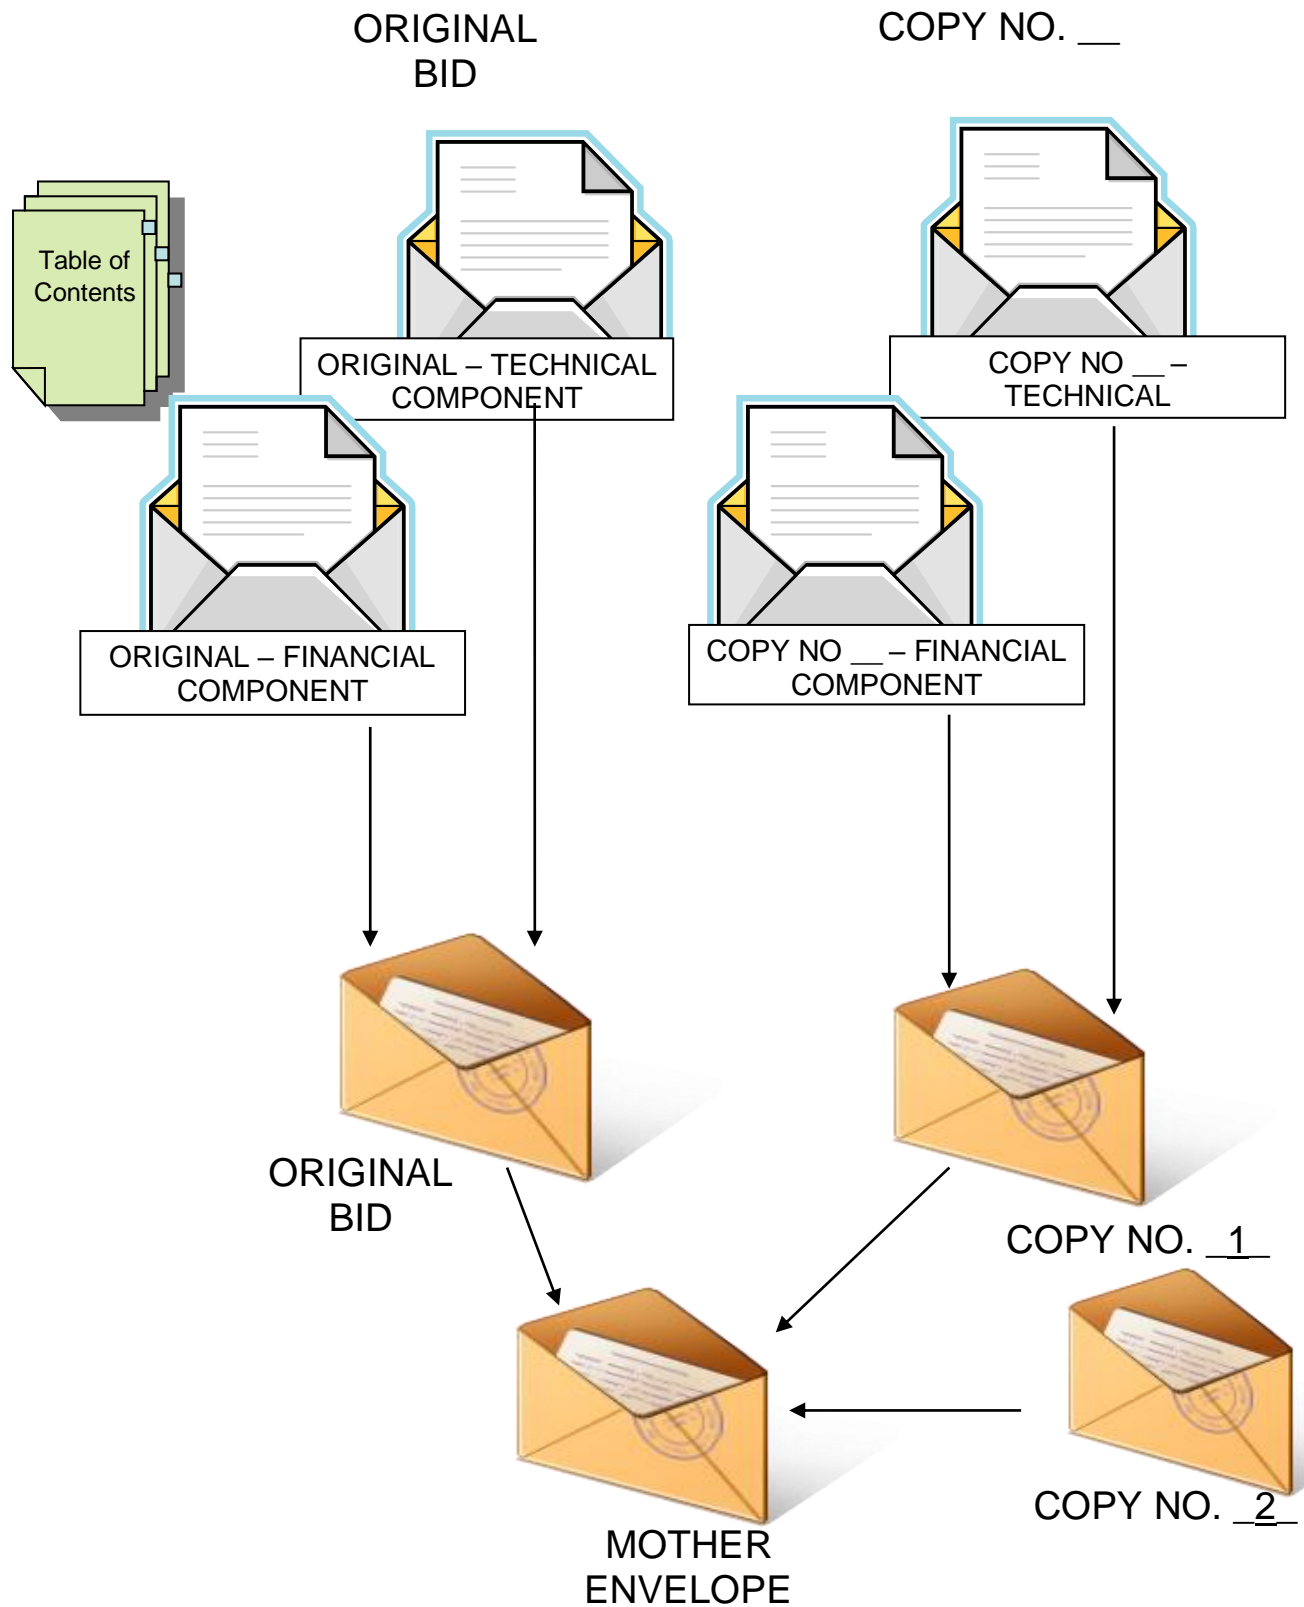 ORIGINAL
BID
COPY NO. __
Table of
Contents
ORIGINAL – TECHNICAL
COMPONENT
COPY NO __ –
TECHNICAL
ORIGINAL – FINANCIAL
COMPONENT
COPY NO __ – FINANCIAL
COMPONENT
ORIGINAL
BID
COPY NO. _1_
COPY NO. _2_
MOTHER
ENVELOPE